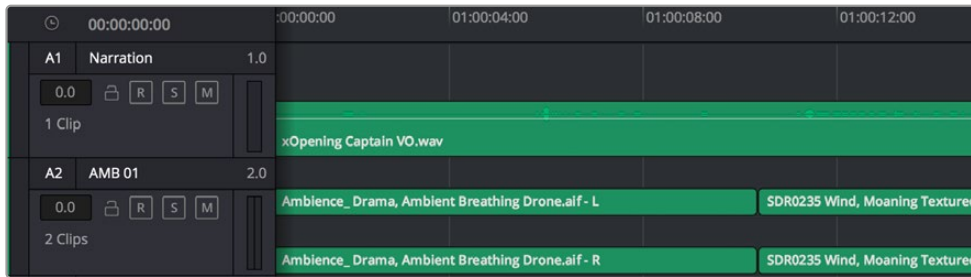 00:00:00:00 :00:00:00 01:00:04:00 01:00:08:00 01:00:12:00
A1 Narration 1.0
0.0 R S M
1 Clip
xOpening Captain VO.wav
A2 AMB 01 2.0
Ambience_ Drama, Ambient Breathing Drone.aif - L SDR0235 Wind, Moaning Texture
0.0 R S M
2 Clips
Ambience_ Drama, Ambient Breathing Drone.aif - R SDR0235 Wind, Moaning Texture